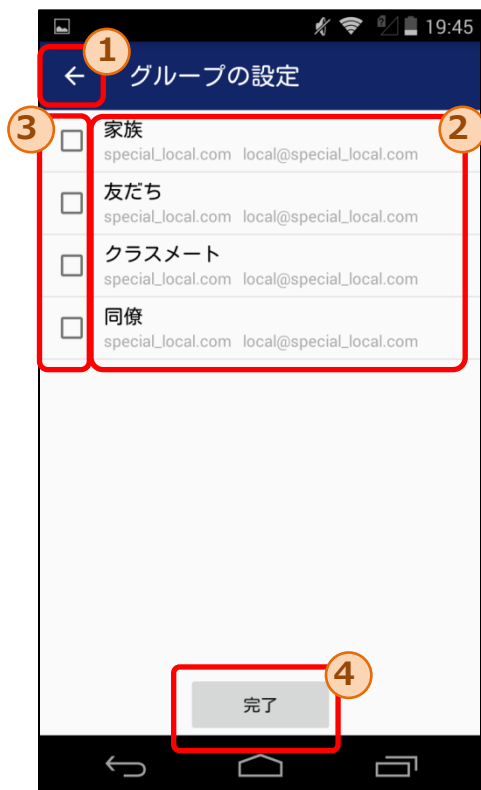 19:45
1
グループの設定
3
2
家族
special_local.com local@special_local.com
友だち
special_local.com local@special_local.com
クラスメート
special_local.com local@special_local.com
同僚
special_local.com local@special_local.com
4
完了